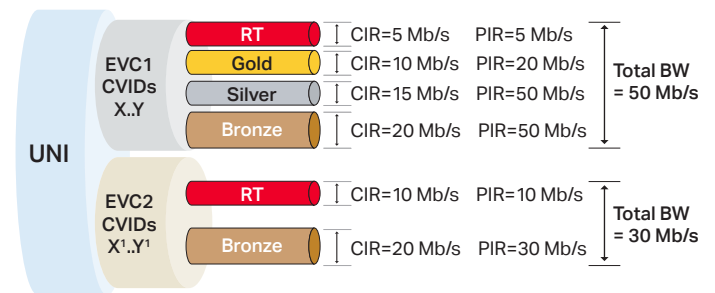 UNI
EVC1
CVIDs
X..Y
RT CIR=5 Mb/s PIR=5 Mb/s
Gold CIR=10 Mb/s PIR=20 Mb/s
Silver CIR=15 Mb/s PIR=50 Mb/s
Bronze CIR=20 Mb/s PIR=50 Mb/s
Total BW
= 50 Mb/s
EVC2
CVIDs
X¹..Y¹
RT CIR=10 Mb/s PIR=10 Mb/s
Bronze CIR=20 Mb/s PIR=30 Mb/s
Total BW
= 30 Mb/s